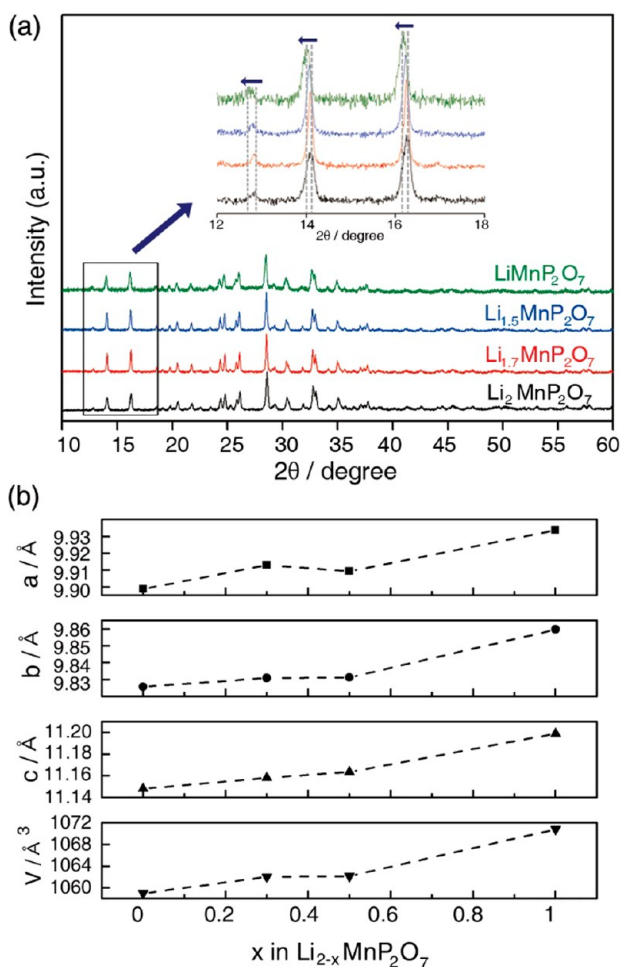 (a)
Intensity (a.u.)
12 14 16 18
2θ / degree
LiMnP₂O₇
Li₁.₅MnP₂O₇
Li₁.₇MnP₂O₇
Li₂MnP₂O₇
10 15 20 25 30 35 40 45 50 55 60
2θ / degree
(b)
a / Å
9.93
9.92
9.91
9.90
b / Å
9.86
9.85
9.84
9.83
c / Å
11.20
11.18
11.16
11.14
V / Å³
1072
1068
1064
1060
0 0.2 0.4 0.6 0.8 1
x in Li₂₋ₓMnP₂O₇